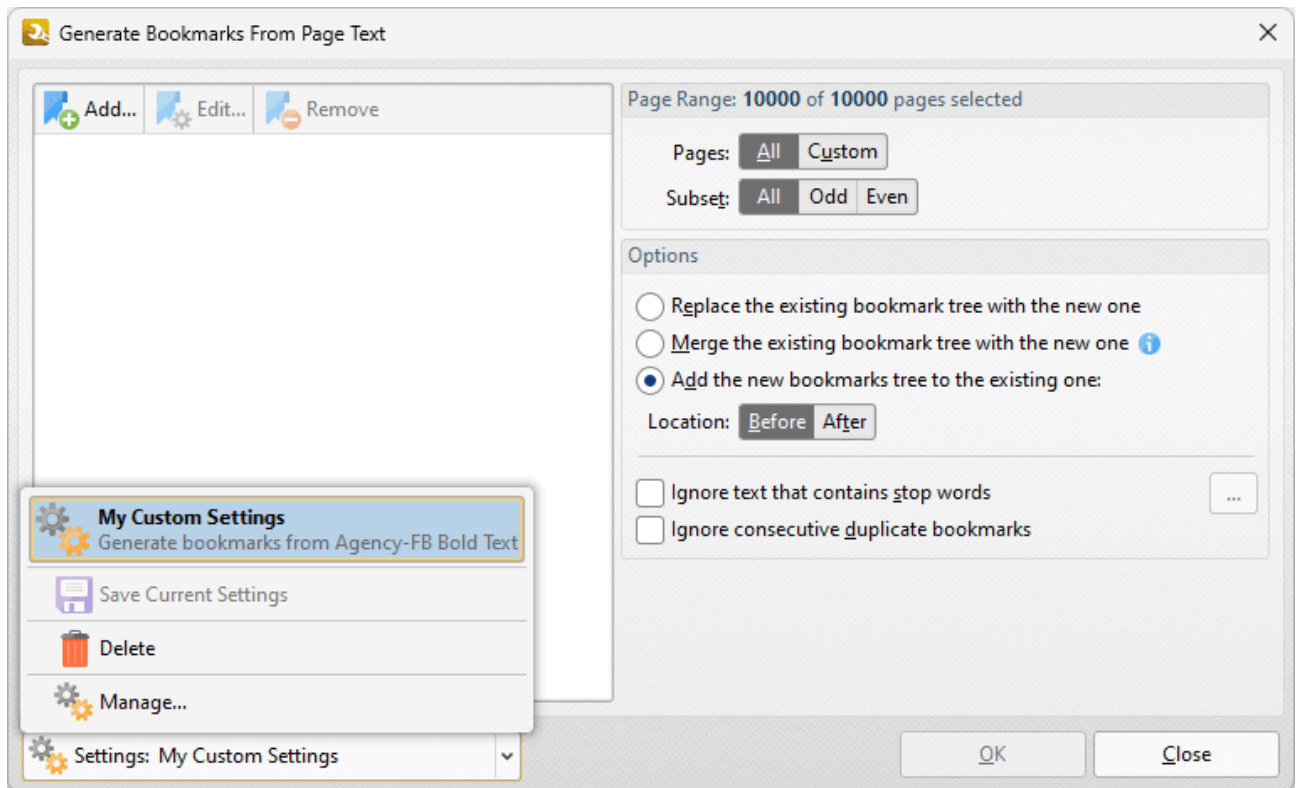 Generate Bookmarks From Page Text
Add... Edit... Remove
Page Range: 10000 of 10000 pages selected
Pages: All Custom
Subset: All Odd Even
Options
Replace the existing bookmark tree with the new one
Merge the existing bookmark tree with the new one
Add the new bookmarks tree to the existing one:
Location: Before After
Ignore text that contains stop words ...
Ignore consecutive duplicate bookmarks
My Custom Settings
Generate bookmarks from Agency-FB Bold Text
Save Current Settings
Delete
Manage...
Settings: My Custom Settings
OK Close